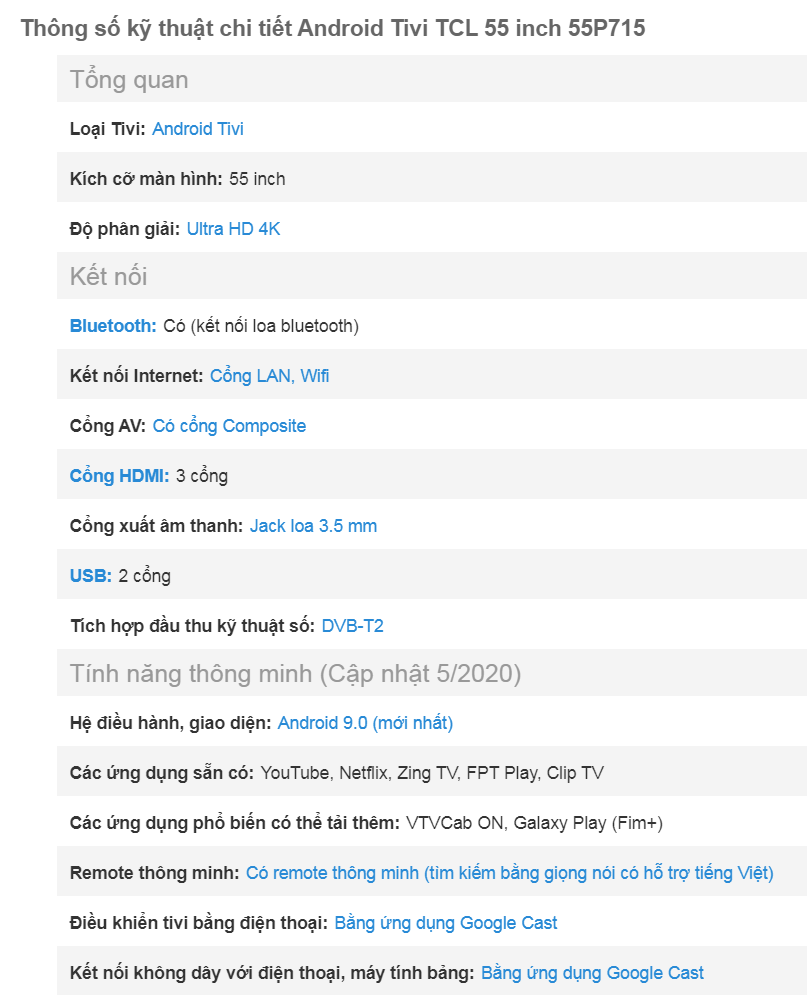 Thông số kỹ thuật chi tiết Android Tivi TCL 55 inch 55P715
Tổng quan
Loại Tivi: Android Tivi
Kích cỡ màn hình: 55 inch
Độ phân giải: Ultra HD 4K
Kết nối
Bluetooth: Có (kết nối loa bluetooth)
Kết nối Internet: Cổng LAN, Wifi
Cổng AV: Có cổng Composite
Cổng HDMI: 3 cổng
Cổng xuất âm thanh: Jack loa 3.5 mm
USB: 2 cổng
Tích hợp đầu thu kỹ thuật số: DVB-T2
Tính năng thông minh (Cập nhật 5/2020)
Hệ điều hành, giao diện: Android 9.0 (mới nhất)
Các ứng dụng sẵn có: YouTube, Netflix, Zing TV, FPT Play, Clip TV
Các ứng dụng phổ biến có thể tải thêm: VTVCab ON, Galaxy Play (Fim+)
Remote thông minh: Có remote thông minh (tìm kiếm bằng giọng nói có hỗ trợ tiếng Việt)
Điều khiển tivi bằng điện thoại: Bằng ứng dụng Google Cast
Kết nối không dây với điện thoại, máy tính bảng: Bằng ứng dụng Google Cast